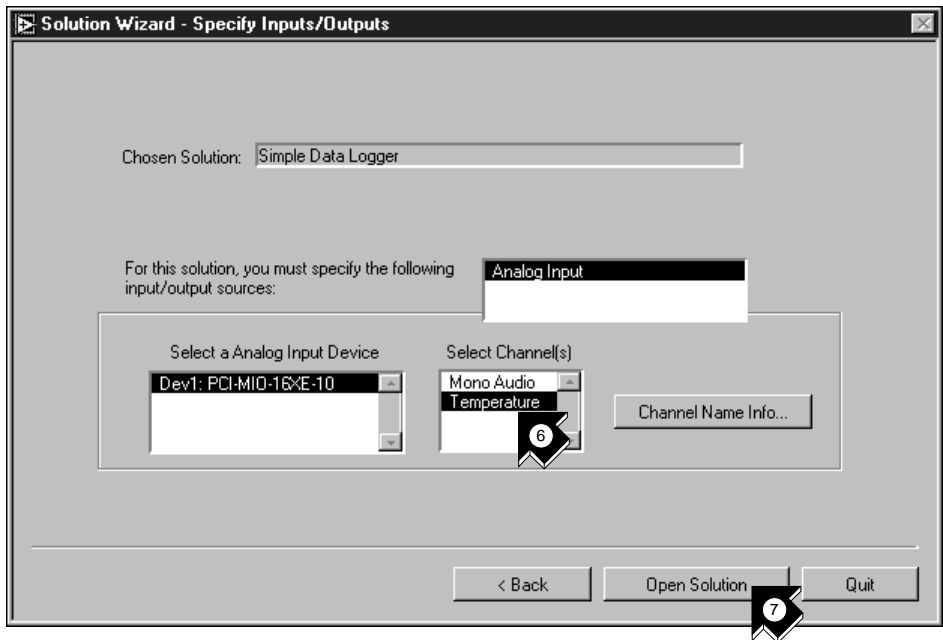 Solution Wizard - Specify Inputs/Outputs
Chosen Solution: Simple Data Logger
For this solution, you must specify the following
input/output sources:
Analog Input
Select a Analog Input Device
Dev1: PCI-MIO-16XE-10
Select Channel(s)
Mono Audio
Temperature
6
Channel Name Info...
< Back
Open Solution
7
Quit